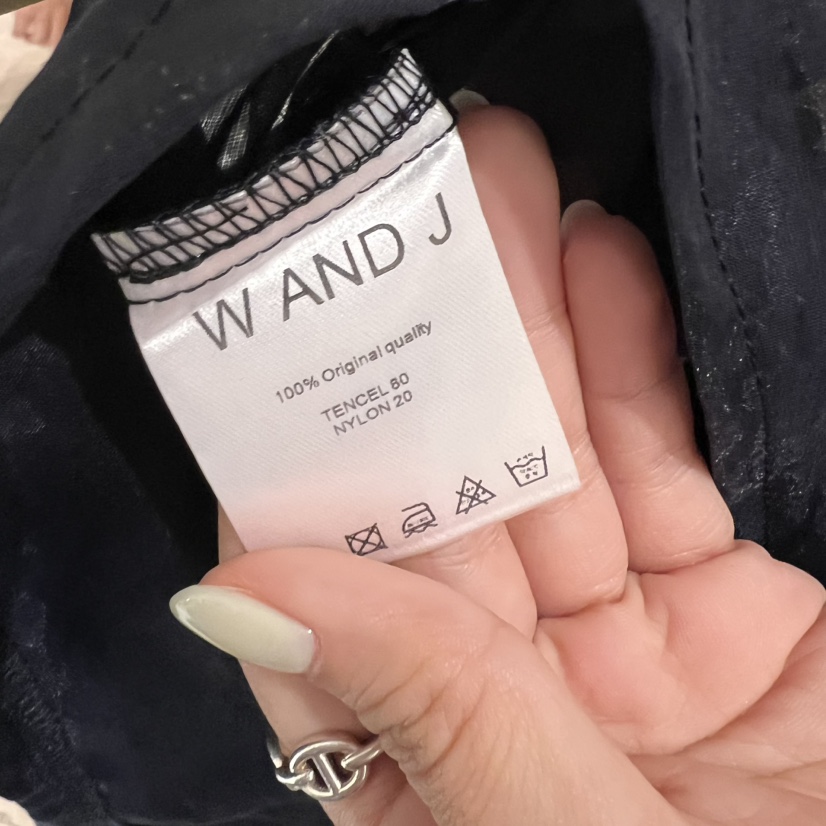 W AND J
100% Original quality
TENCEL 80
NYLON 20